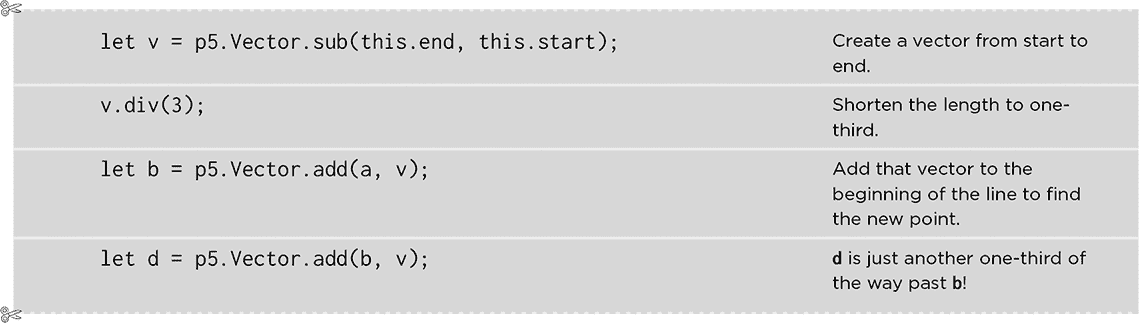 let v = p5.Vector.sub(this.end, this.start);
Create a vector from start to
end.
v.div(3);
Shorten the length to one-
third.
let b = p5.Vector.add(a, v);
Add that vector to the
beginning of the line to find
the new point.
let d = p5.Vector.add(b, v);
d is just another one-third of
the way past b!